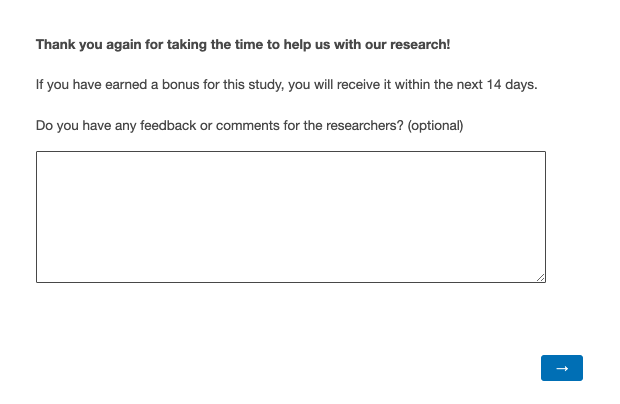 Thank you again for taking the time to help us with our research!
If you have earned a bonus for this study, you will receive it within the next 14 days.
Do you have any feedback or comments for the researchers? (optional)
→